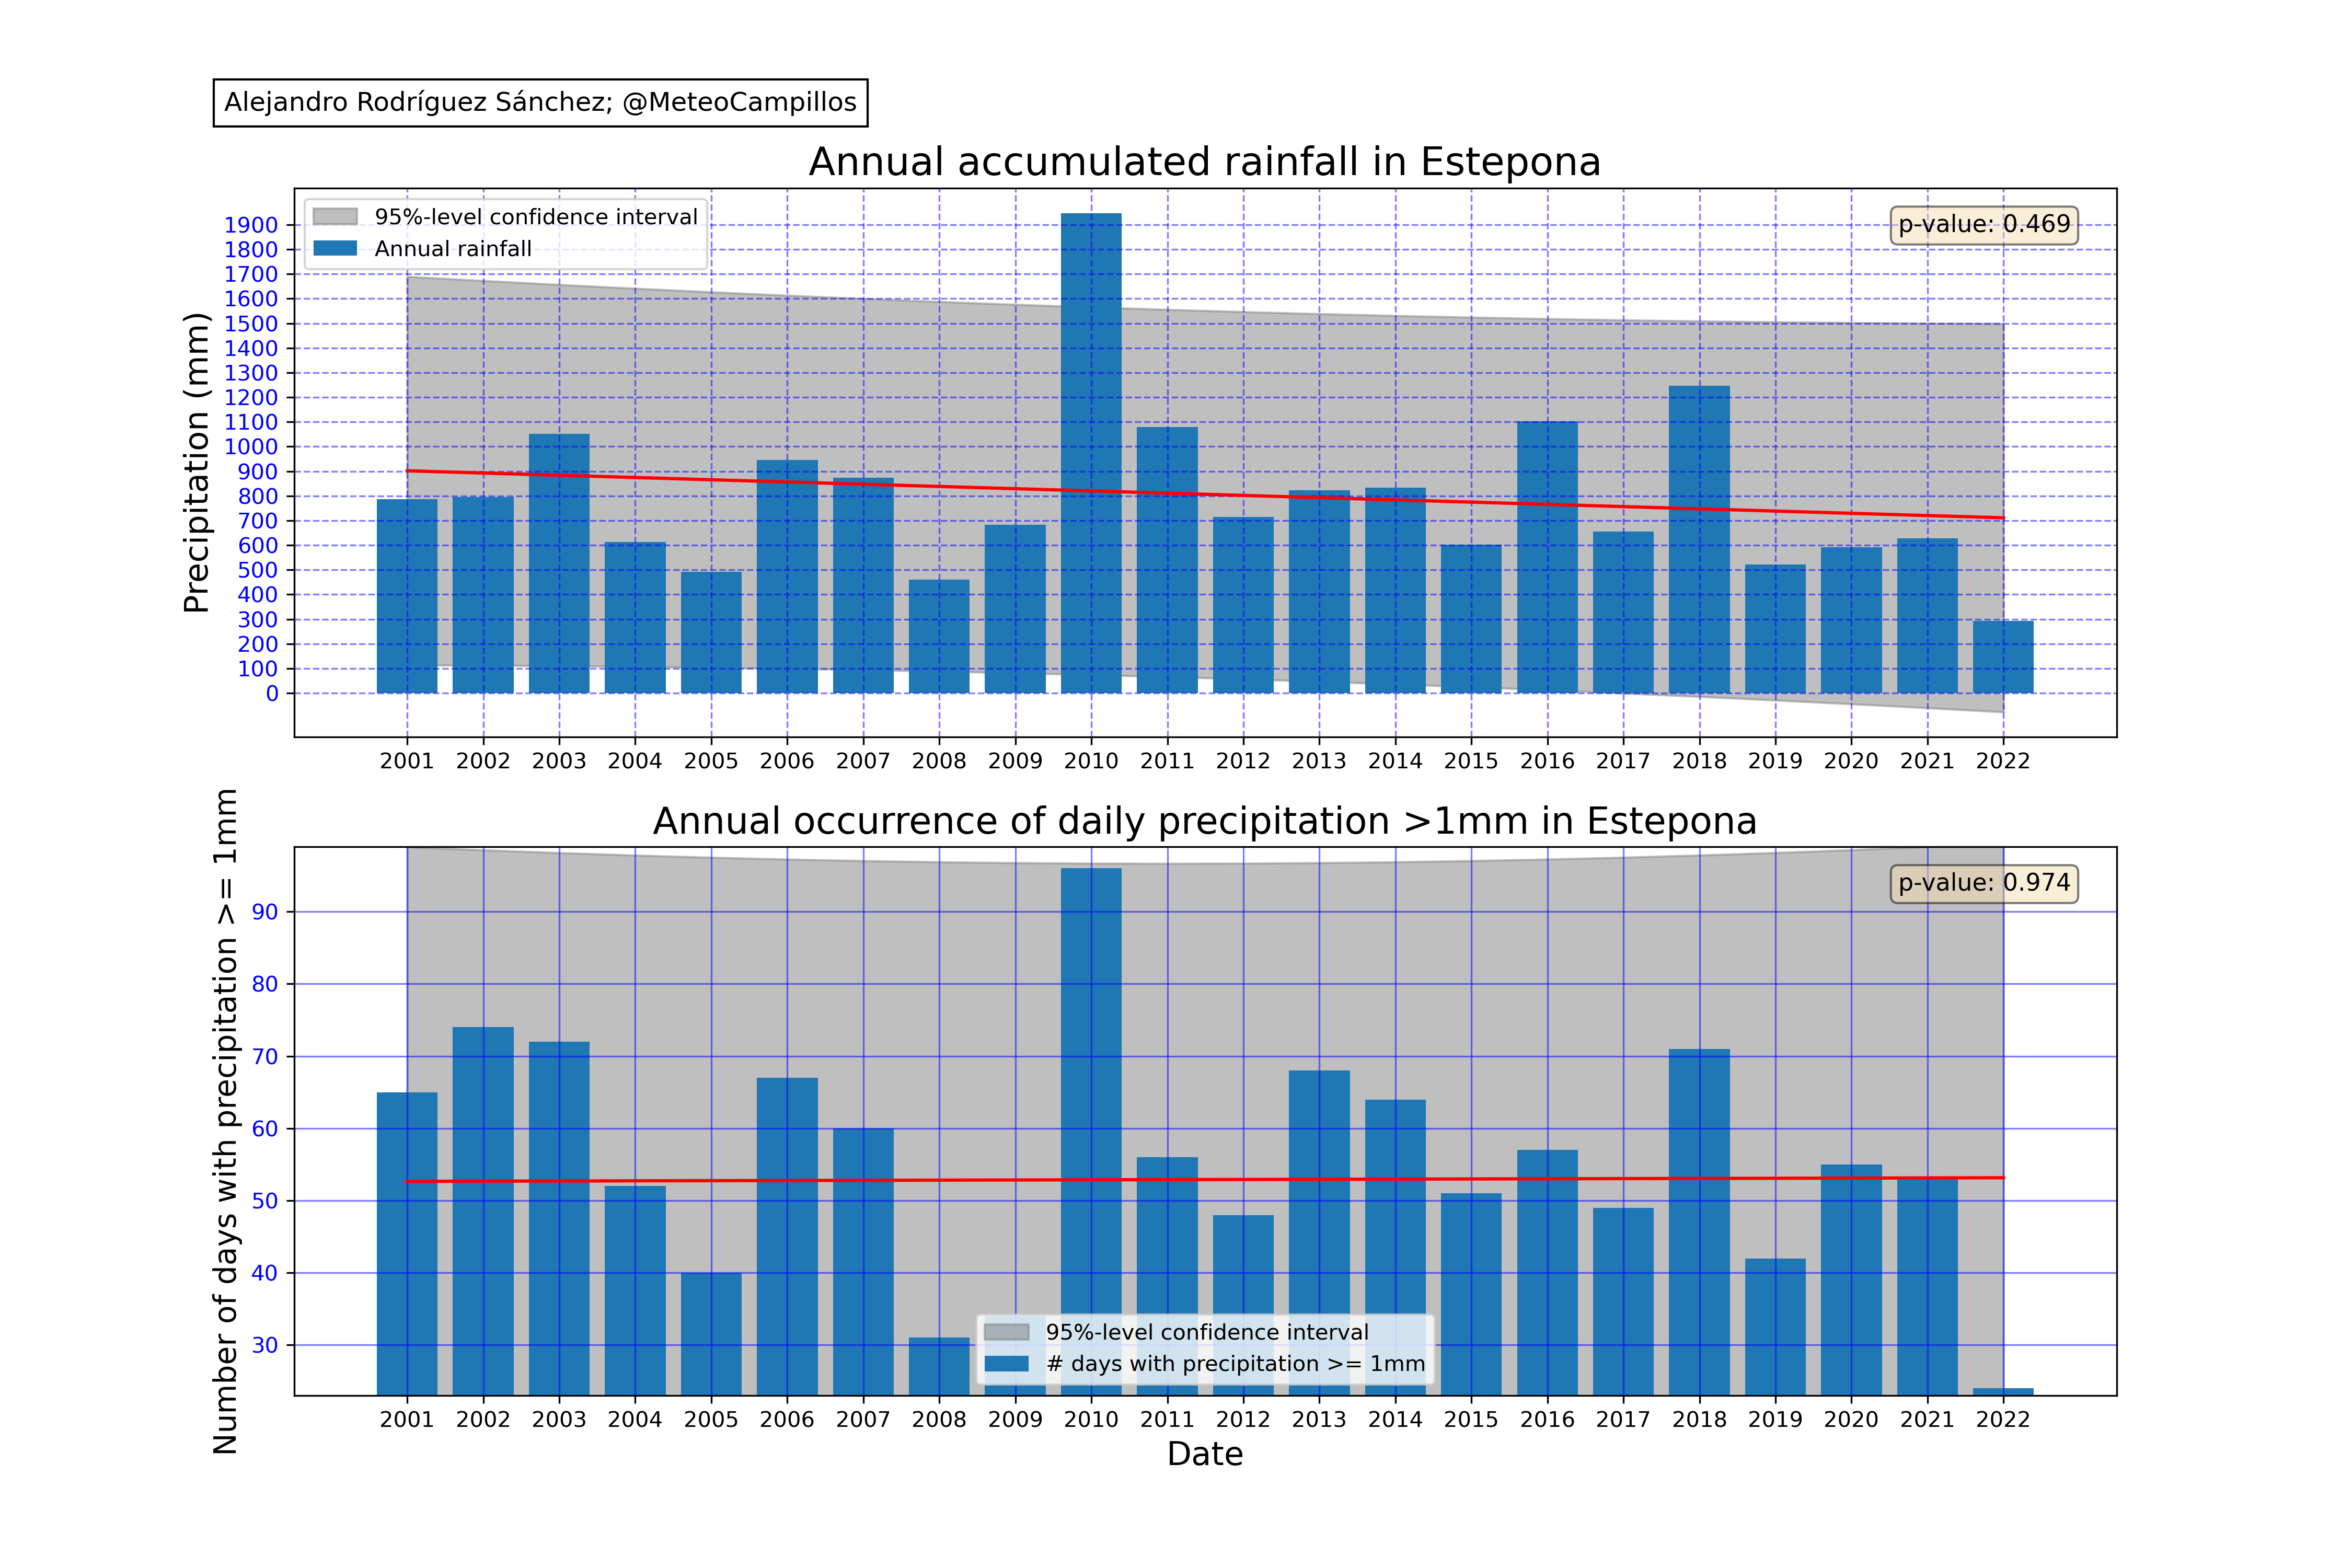 Alejandro Rodríguez Sánchez; @MeteoCampillos
Annual accumulated rainfall in Estepona
95%-level confidence interval
Annual rainfall
p-value: 0.469
Precipitation (mm)
1900
1800
1700
1600
1500
1400
1300
1200
1100
1000
900
800
700
600
500
400
300
200
100
0
2001 2002 2003 2004 2005 2006 2007 2008 2009 2010 2011 2012 2013 2014 2015 2016 2017 2018 2019 2020 2021 2022
Annual occurrence of daily precipitation >1mm in Estepona
p-value: 0.974
Number of days with precipitation >= 1mm
90
80
70
60
50
40
30
95%-level confidence interval
# days with precipitation >= 1mm
2001 2002 2003 2004 2005 2006 2007 2008 2009 2010 2011 2012 2013 2014 2015 2016 2017 2018 2019 2020 2021 2022
Date